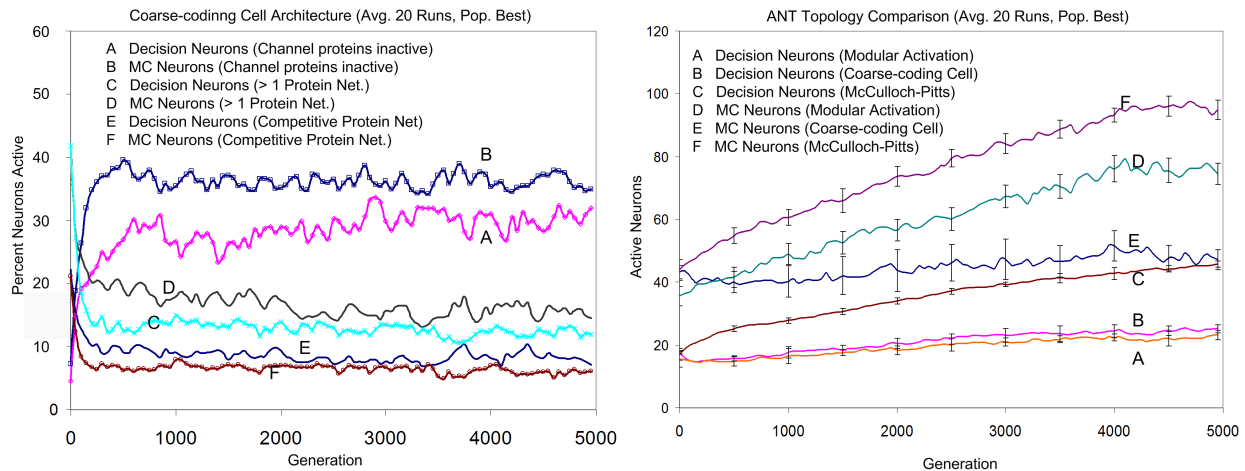 Coarse-codinng Cell Architecture (Avg. 20 Runs, Pop. Best)
60
50
40
30
20
10
0
Percent Neurons Active
A Decision Neurons (Channel proteins inactive)
B MC Neurons (Channel proteins inactive)
C Decision Neurons (> 1 Protein Net.)
D MC Neurons (> 1 Protein Net.)
E Decision Neurons (Competitive Protein Net)
F MC Neurons (Competitive Protein Net.)
B
A
D
C
E
F
0 1000 2000 3000 4000 5000
Generation
ANT Topology Comparison (Avg. 20 Runs, Pop. Best)
120
100
80
60
40
20
0
Active Neurons
A Decision Neurons (Modular Activation)
B Decision Neurons (Coarse-coding Cell)
C Decision Neurons (McCulloch-Pitts)
D MC Neurons (Modular Activation)
E MC Neurons (Coarse-coding Cell)
F MC Neurons (McCulloch-Pitts)
F
D
E
C
B
A
0 1000 2000 3000 4000 5000
Generation